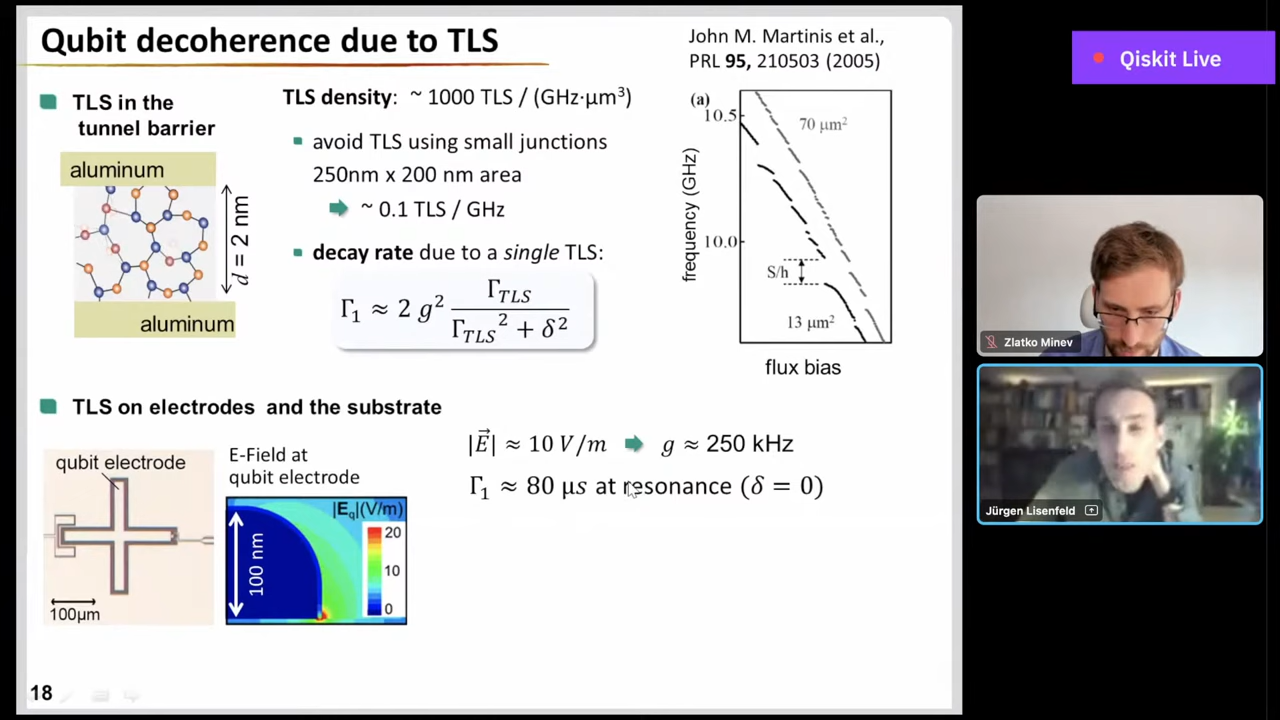 Qubit decoherence due to TLS
John M. Martinis et al.,
PRL 95, 210503 (2005)
Qiskit Live
TLS in the
tunnel barrier
aluminum
d = 2 nm
aluminum
TLS density: ~ 1000 TLS / (GHz·μm³)
avoid TLS using small junctions
250nm x 200 nm area
~ 0.1 TLS / GHz
decay rate due to a single TLS:
Γ₁ ≈ 2 g² Γ_TLS / (Γ_TLS² + δ²)
(a)
10.5
10.0
frequency (GHz)
70 μm²
S/h
13 μm²
flux bias
Zlatko Minev
Jürgen Lisenfeld
TLS on electrodes and the substrate
qubit electrode
100μm
E-Field at
qubit electrode
|E_q|(V/m)
20
10
0
100 nm
|E⃗| ≈ 10 V/m g ≈ 250 kHz
Γ₁ ≈ 80 μs at resonance (δ = 0)
18